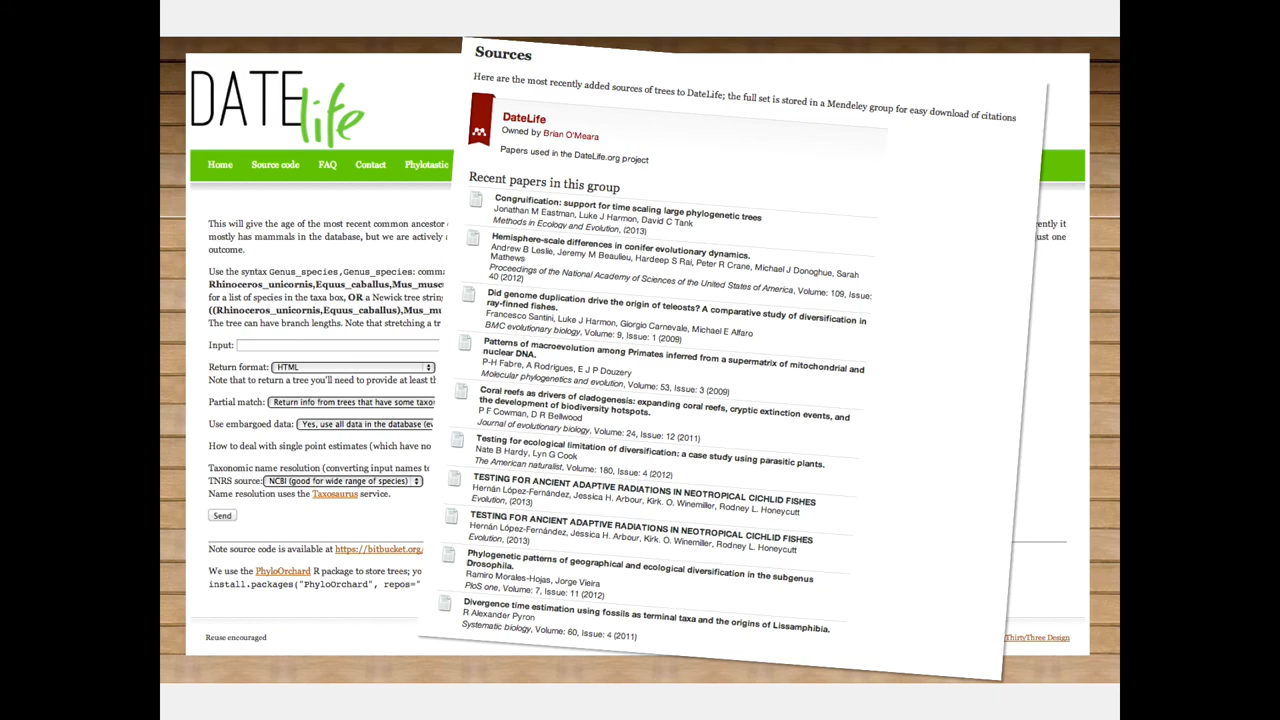 DATElife
Home Source code FAQ Contact Phylotastic
This will give the age of the most recent common ancestor
mostly has mammals in the database, but we are actively a
outcome.
Use the syntax Genus_species,Genus_species: comma
Rhinoceros_unicornis,Equus_caballus,Mus_muscu
for a list of species in the taxa box, OR a Newick tree string
((Rhinoceros_unicornis,Equus_caballus),Mus_mu
The tree can have branch lengths. Note that stretching a tr
Input:
Return format: HTML
Note that to return a tree you'll need to provide at least th
Partial match: Return info from trees that have some taxo
Use embargoed data: Yes, use all data in the database (ev
How to deal with single point estimates (which have no
Taxonomic name resolution (converting input names to
TNRS source: NCBI (good for wide range of species)
Name resolution uses the Taxosaurus service.
Send
Note source code is available at https://bitbucket.org/
We use the PhyloOrchard R package to store trees; yo
install.packages("PhyloOrchard", repos="
Reuse encouraged
Sources
Here are the most recently added sources of trees to DateLife; the full set is stored in a Mendeley group for easy download of citations
DateLife
Owned by Brian O'Meara
Papers used in the DateLife.org project
Recent papers in this group
Congruification: support for time scaling large phylogenetic trees
Jonathan M Eastman, Luke J Harmon, David C Tank
Methods in Ecology and Evolution, (2013)
Hemisphere-scale differences in conifer evolutionary dynamics.
Andrew B Leslie, Jeremy M Beaulieu, Hardeep S Rai, Peter R Crane, Michael J Donoghue, Sarah
Mathews
Proceedings of the National Academy of Sciences of the United States of America, Volume: 109, Issue:
40 (2012)
Did genome duplication drive the origin of teleosts? A comparative study of diversification in
ray-finned fishes.
Francesco Santini, Luke J Harmon, Giorgio Carnevale, Michael E Alfaro
BMC evolutionary biology, Volume: 9, Issue: 1 (2009)
Patterns of macroevolution among Primates inferred from a supermatrix of mitochondrial and
nuclear DNA.
P-H Fabre, A Rodrigues, E J P Douzery
Molecular phylogenetics and evolution, Volume: 53, Issue: 3 (2009)
Coral reefs as drivers of cladogenesis: expanding coral reefs, cryptic extinction events, and
the development of biodiversity hotspots.
P F Cowman, D R Bellwood
Journal of evolutionary biology, Volume: 24, Issue: 12 (2011)
Testing for ecological limitation of diversification: a case study using parasitic plants.
Nate B Hardy, Lyn G Cook
The American naturalist, Volume: 180, Issue: 4 (2012)
TESTING FOR ANCIENT ADAPTIVE RADIATIONS IN NEOTROPICAL CICHLID FISHES
Hernán López-Fernández, Jessica H. Arbour, Kirk. O. Winemiller, Rodney L. Honeycutt
Evolution, (2013)
TESTING FOR ANCIENT ADAPTIVE RADIATIONS IN NEOTROPICAL CICHLID FISHES
Hernán López-Fernández, Jessica H. Arbour, Kirk. O. Winemiller, Rodney L. Honeycutt
Evolution, (2013)
Phylogenetic patterns of geographical and ecological diversification in the subgenus
Drosophila.
Ramiro Morales-Hojas, Jorge Vieira
PloS one, Volume: 7, Issue: 11 (2012)
Divergence time estimation using fossils as terminal taxa and the origins of Lissamphibia.
R Alexander Pyron
Systematic biology, Volume: 60, Issue: 4 (2011)
rently it
ust one
ThirtyThree Design